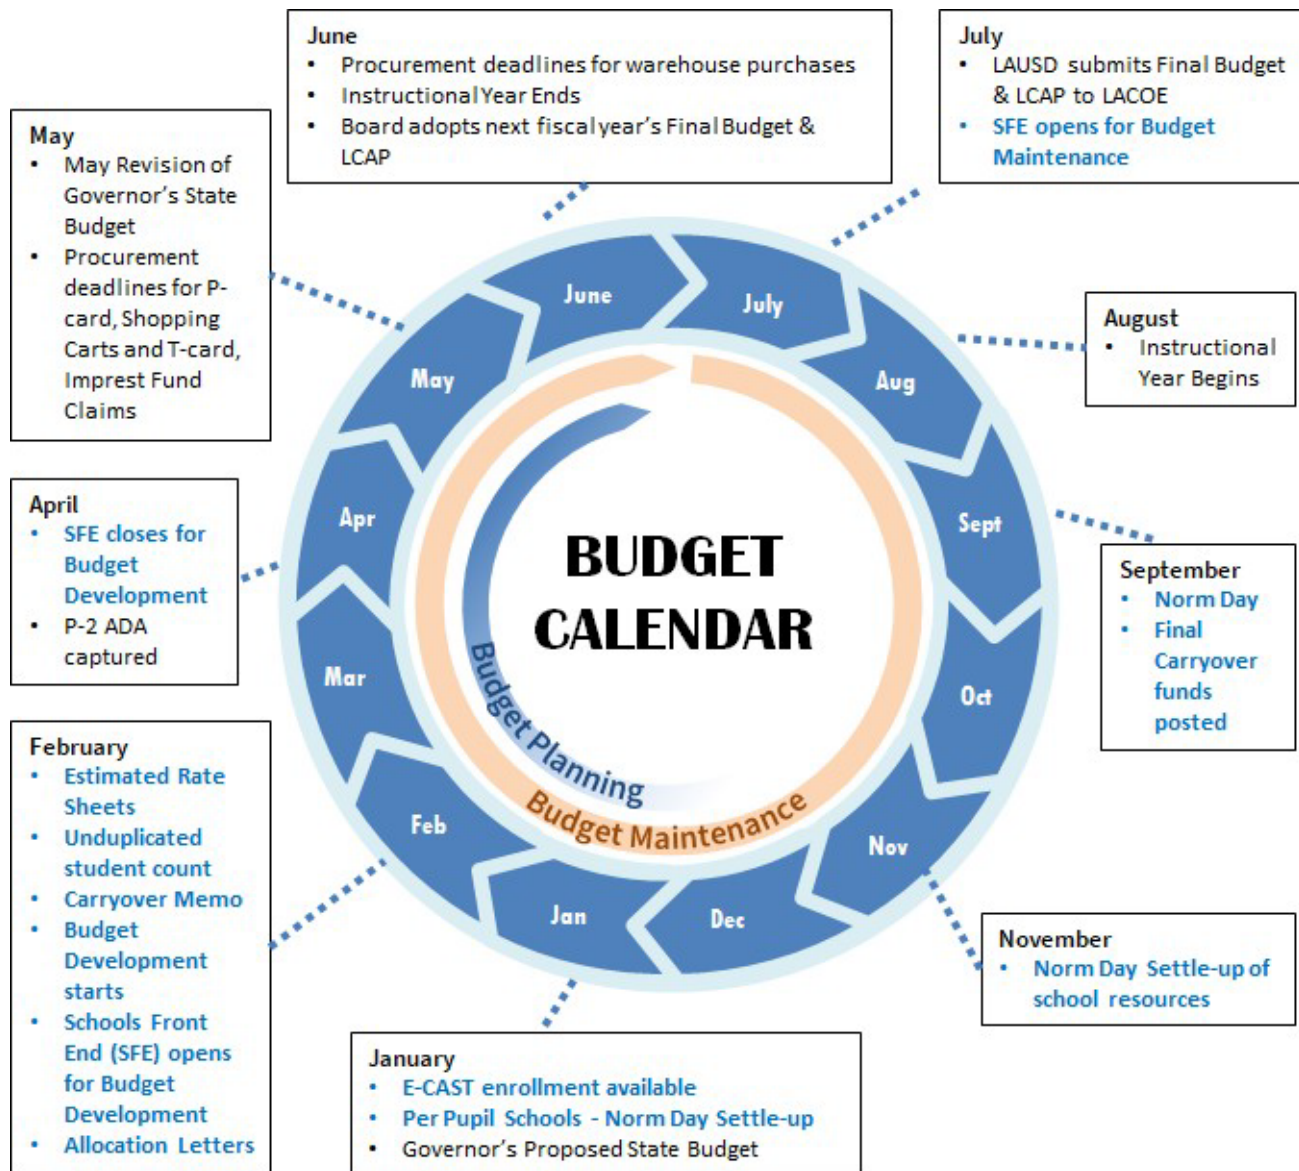 June
• Procurement deadlines for warehouse purchases
• Instructional Year Ends
• Board adopts next fiscal year's Final Budget &
LCAP
July
• LAUSD submits Final Budget
& LCAP to LACOE
• SFE opens for Budget
Maintenance
May
• May Revision of
Governor's State
Budget
• Procurement
deadlines for P-
card, Shopping
Carts and T-card,
Imprest Fund
Claims
August
• Instructional
Year Begins
April
• SFE closes for
Budget
Development
• P-2 ADA
captured
September
• Norm Day
• Final
Carryover
funds
posted
February
• Estimated Rate
Sheets
• Unduplicated
student count
• Carryover Memo
• Budget
Development
starts
• Schools Front
End (SFE) opens
for Budget
Development
• Allocation Letters
November
• Norm Day Settle-up of
school resources
January
• E-CAST enrollment available
• Per Pupil Schools - Norm Day Settle-up
• Governor's Proposed State Budget
June
July
Aug
Sept
Oct
Nov
Dec
Jan
Feb
Mar
Apr
May
BUDGET
CALENDAR
Budget Planning
Budget Maintenance